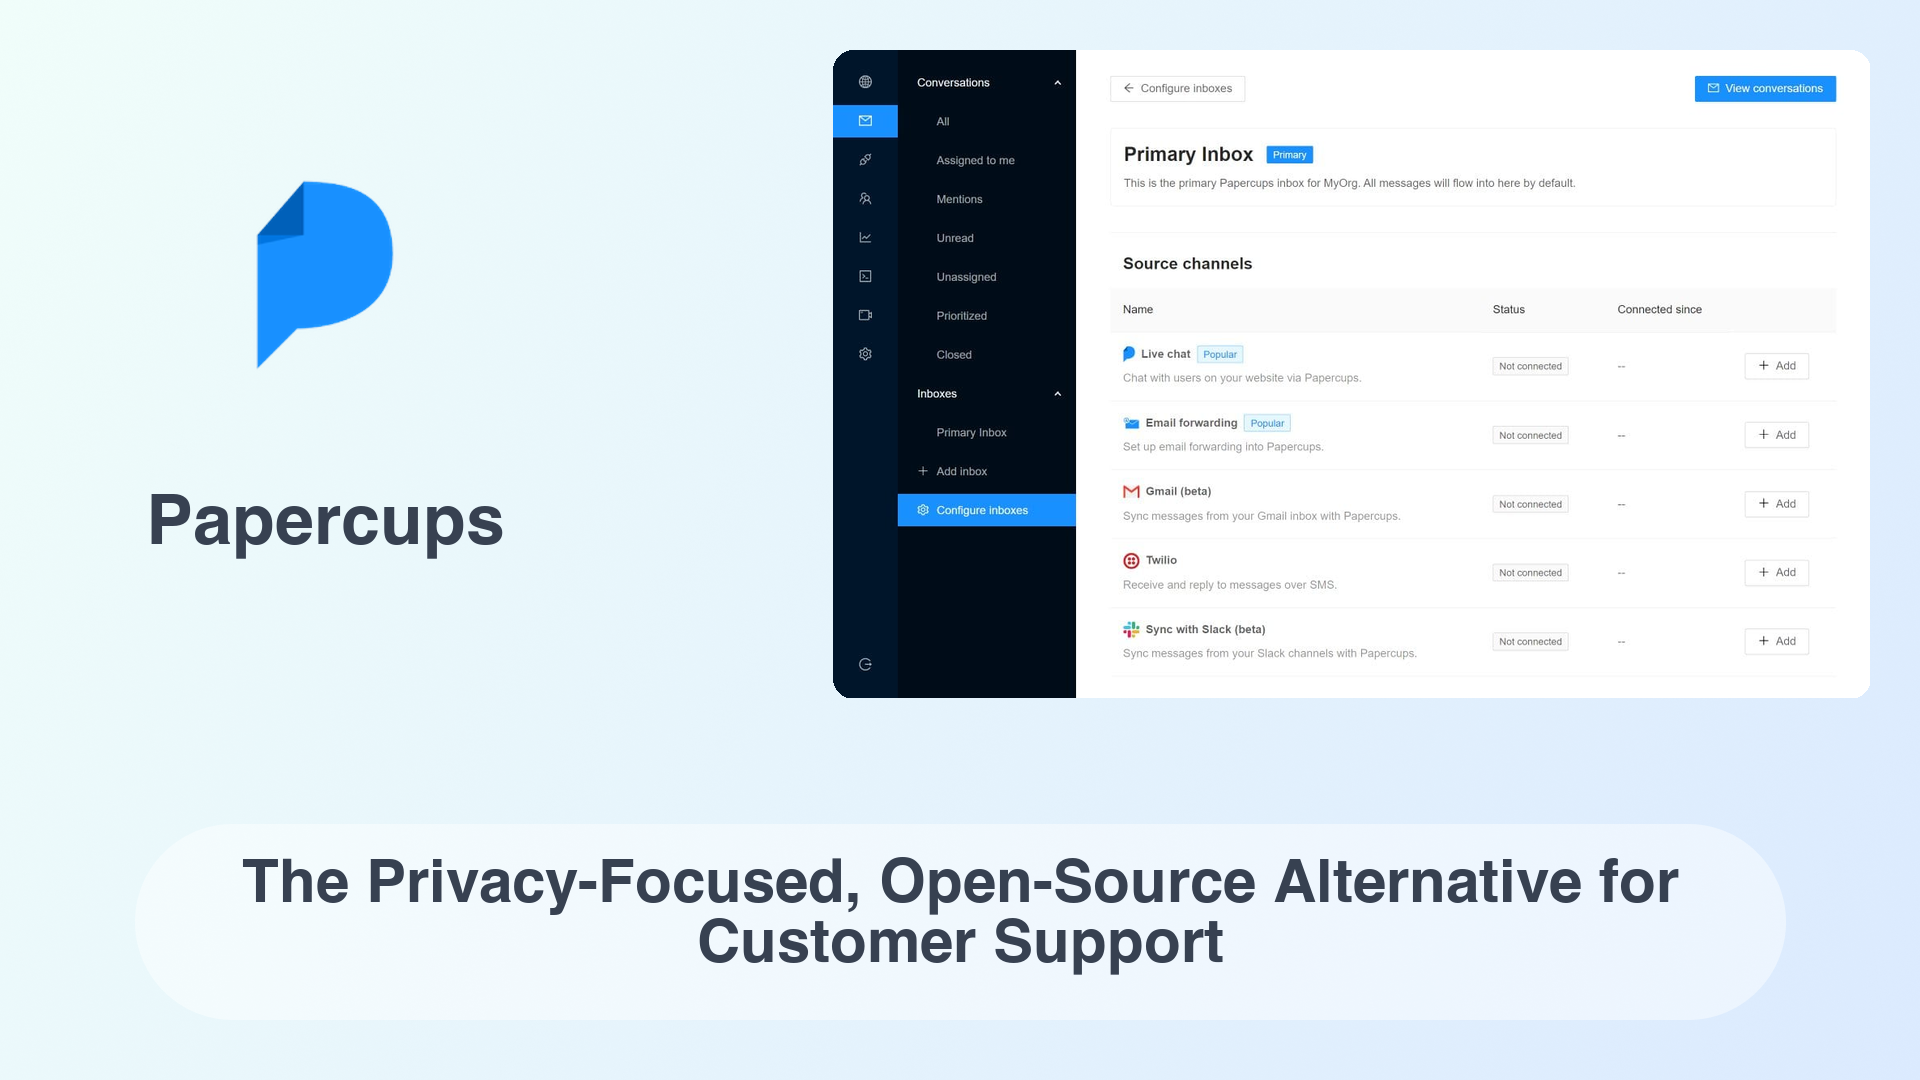 Papercups
Conversations
All
Assigned to me
Mentions
Unread
Unassigned
Prioritized
Closed
Inboxes
Primary Inbox
Add inbox
Configure inboxes
Configure inboxes
View conversations
Primary Inbox Primary
This is the primary Papercups inbox for MyOrg. All messages will flow into here by default.
Source channels
Name Status Connected since
Live chat Popular
Chat with users on your website via Papercups.
Not connected -- + Add
Email forwarding Popular
Set up email forwarding into Papercups.
Not connected -- + Add
Gmail (beta)
Sync messages from your Gmail inbox with Papercups.
Not connected -- + Add
Twilio
Receive and reply to messages over SMS.
Not connected -- + Add
Sync with Slack (beta)
Sync messages from your Slack channels with Papercups.
Not connected -- + Add
The Privacy-Focused, Open-Source Alternative for
Customer Support